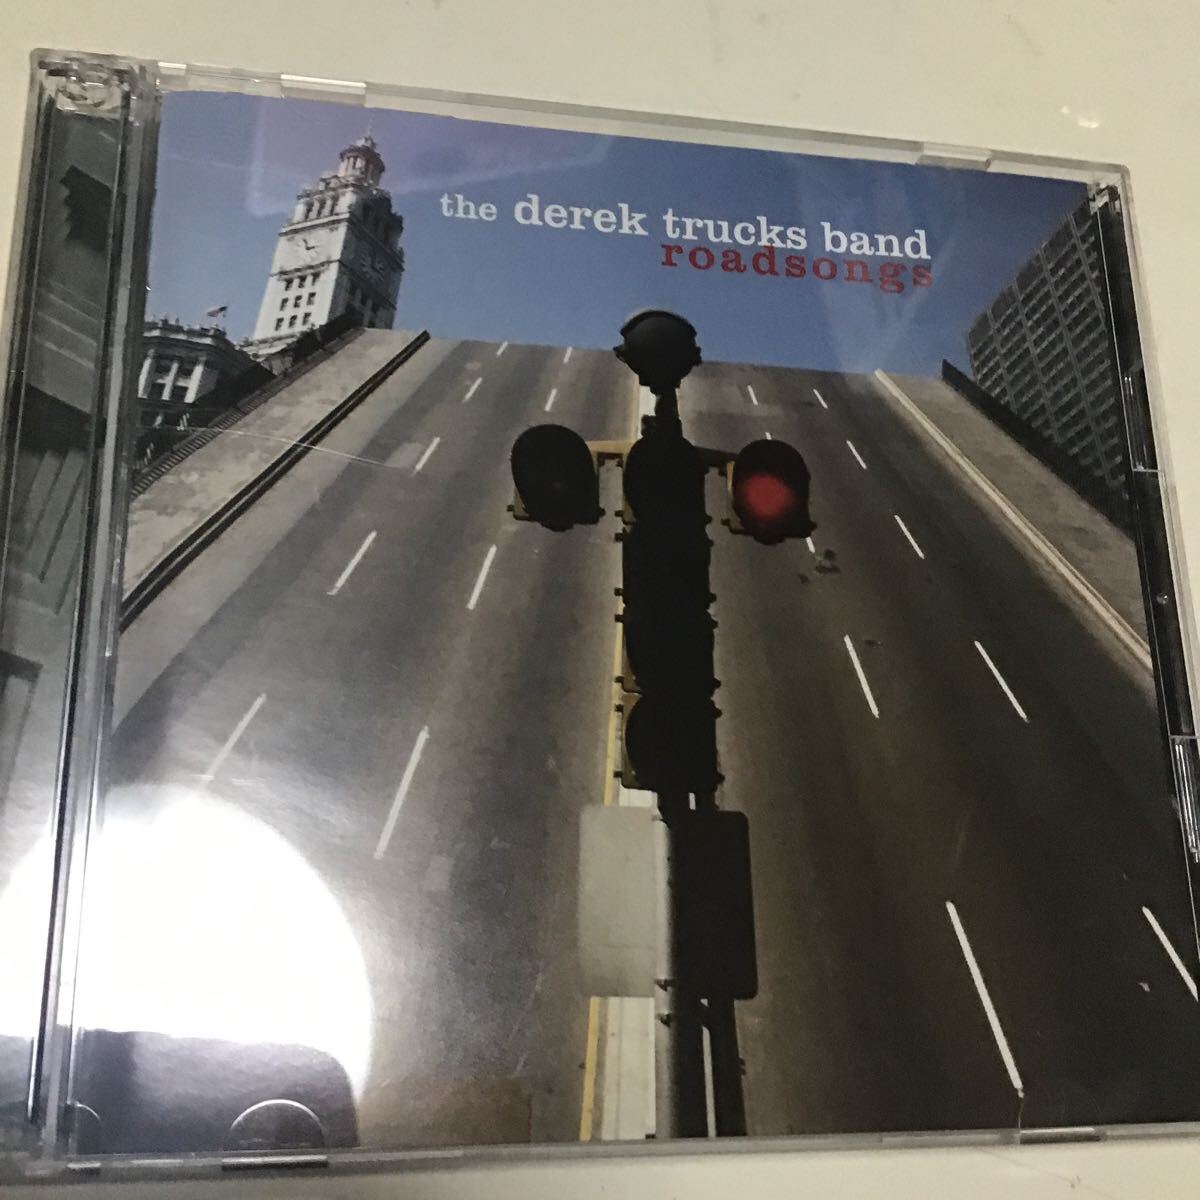 the derek trucks band
roadsongs